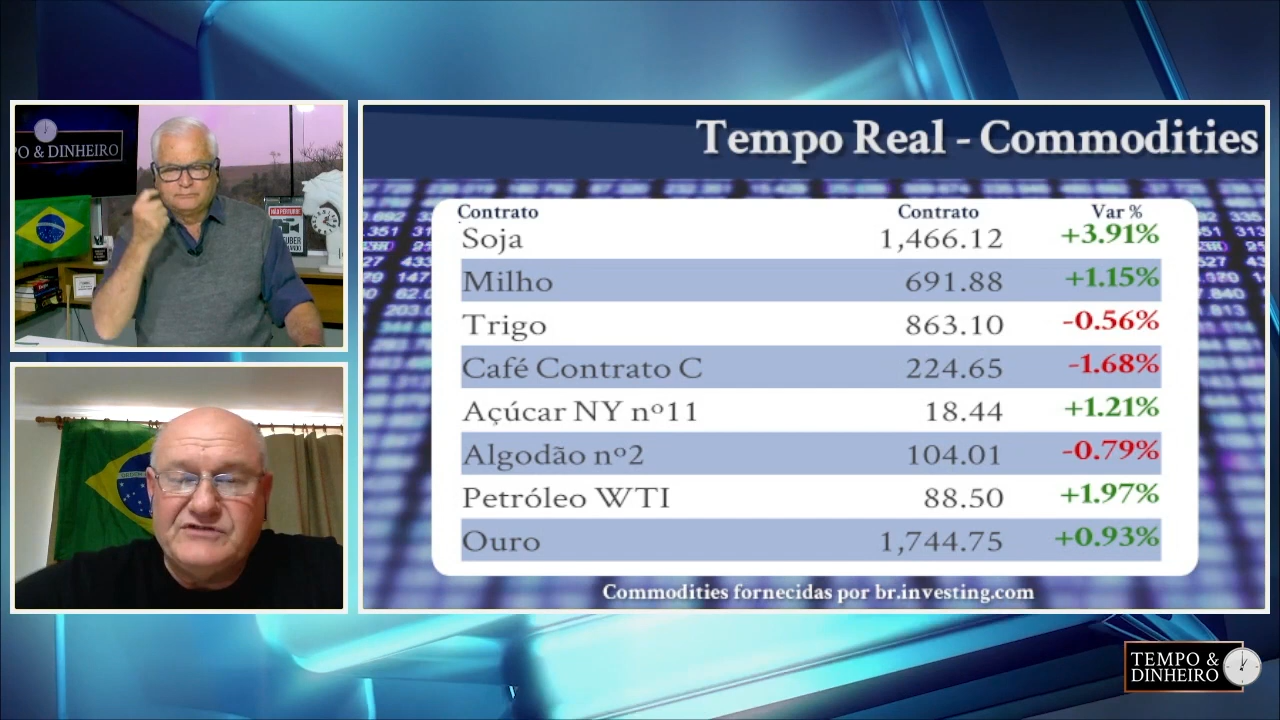 Tempo Real - Commodities
Contrato Contrato Var %
Soja 1,466.12 +3.91%
Milho 691.88 +1.15%
Trigo 863.10 -0.56%
Café Contrato C 224.65 -1.68%
Açúcar NY nº11 18.44 +1.21%
Algodão nº2 104.01 -0.79%
Petróleo WTI 88.50 +1.97%
Ouro 1,744.75 +0.93%
Commodities fornecidas por br.investing.com
PO & DINHEIRO
TEMPO &
DINHEIRO